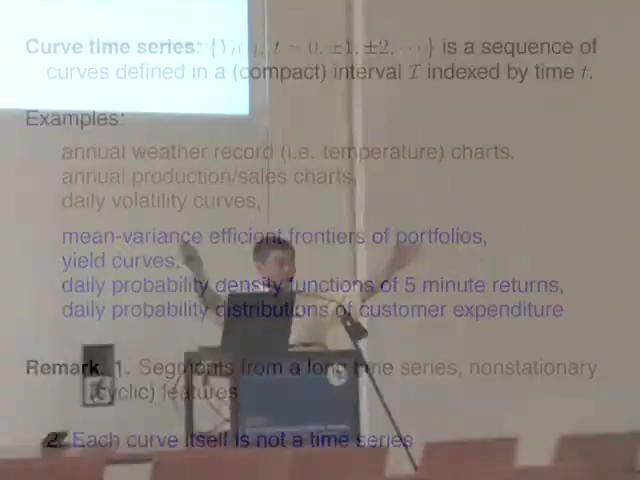 Curve time series: {Yt(·), t = 0, ±1, ±2, ···} is a sequence of
curves defined in a (compact) interval I indexed by time t.
Examples:
annual weather record (i.e. temperature) charts,
annual production/sales charts,
daily volatility curves,
mean-variance efficient frontiers of portfolios,
yield curves,
daily probability density functions of 5 minute returns,
daily probability distributions of customer expenditure
Remark. 1. Segments from a long time series, nonstationary
(cyclic) features
2. Each curve itself is not a time series